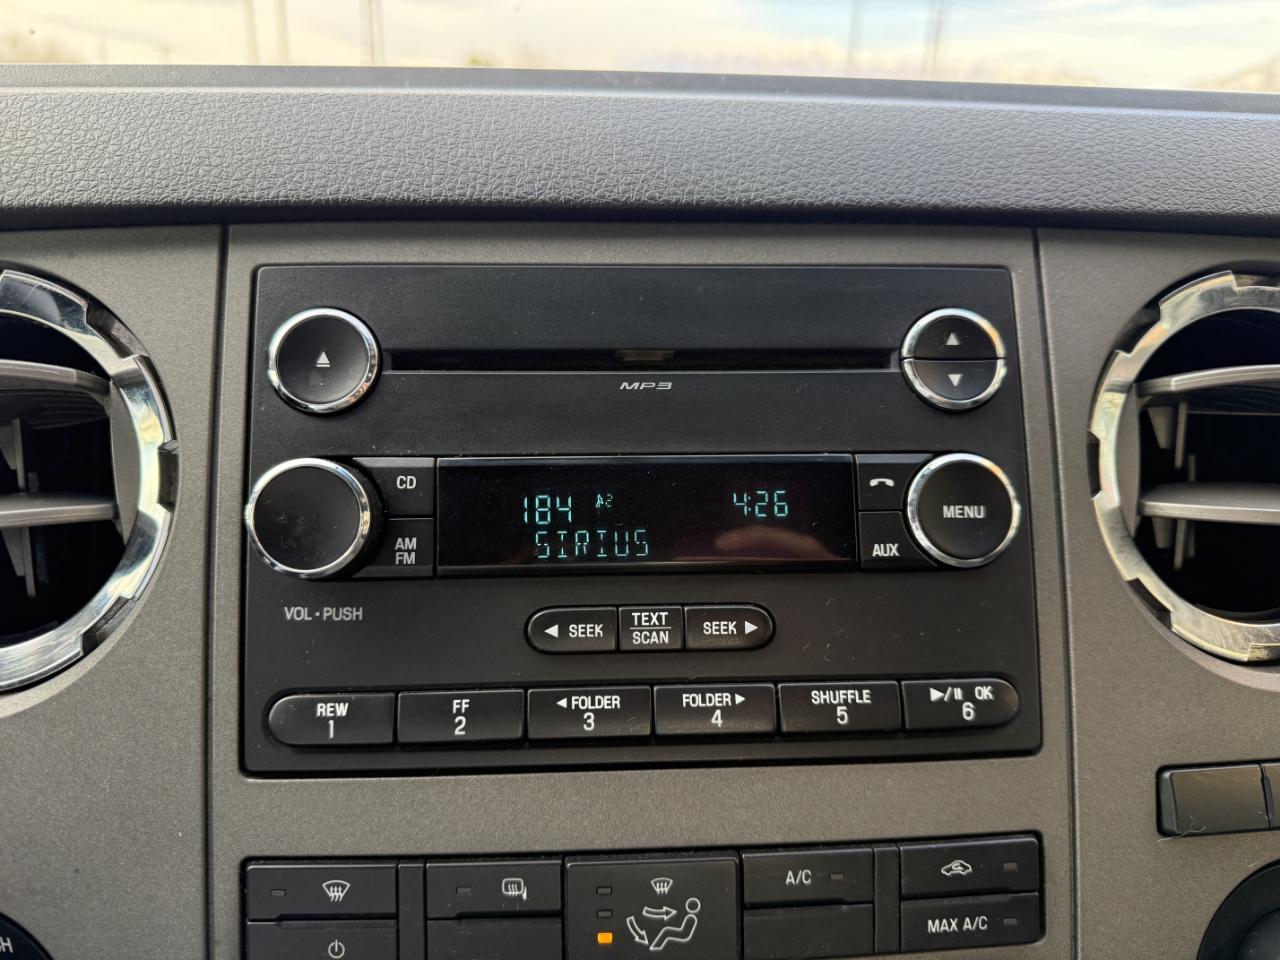 MP3
CD
184 A2 4:26
SIRIUS
AM
FM
MENU
AUX
VOL • PUSH
◄ SEEK
TEXT
SCAN
SEEK ►
REW
1
FF
2
◄ FOLDER
3
FOLDER ►
4
SHUFFLE
5
►/II OK
6
A/C
MAX A/C